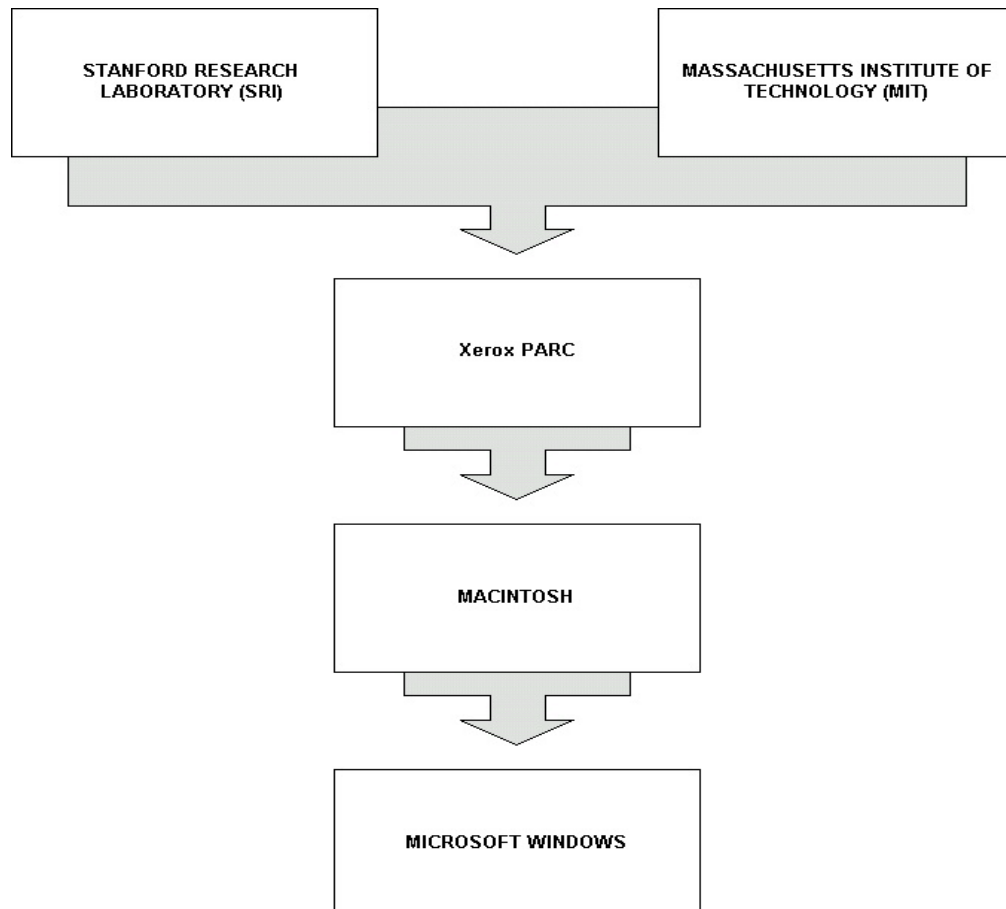 STANFORD RESEARCH
LABORATORY (SRI)
MASSACHUSETTS INSTITUTE OF
TECHNOLOGY (MIT)
Xerox PARC
MACINTOSH
MICROSOFT WINDOWS